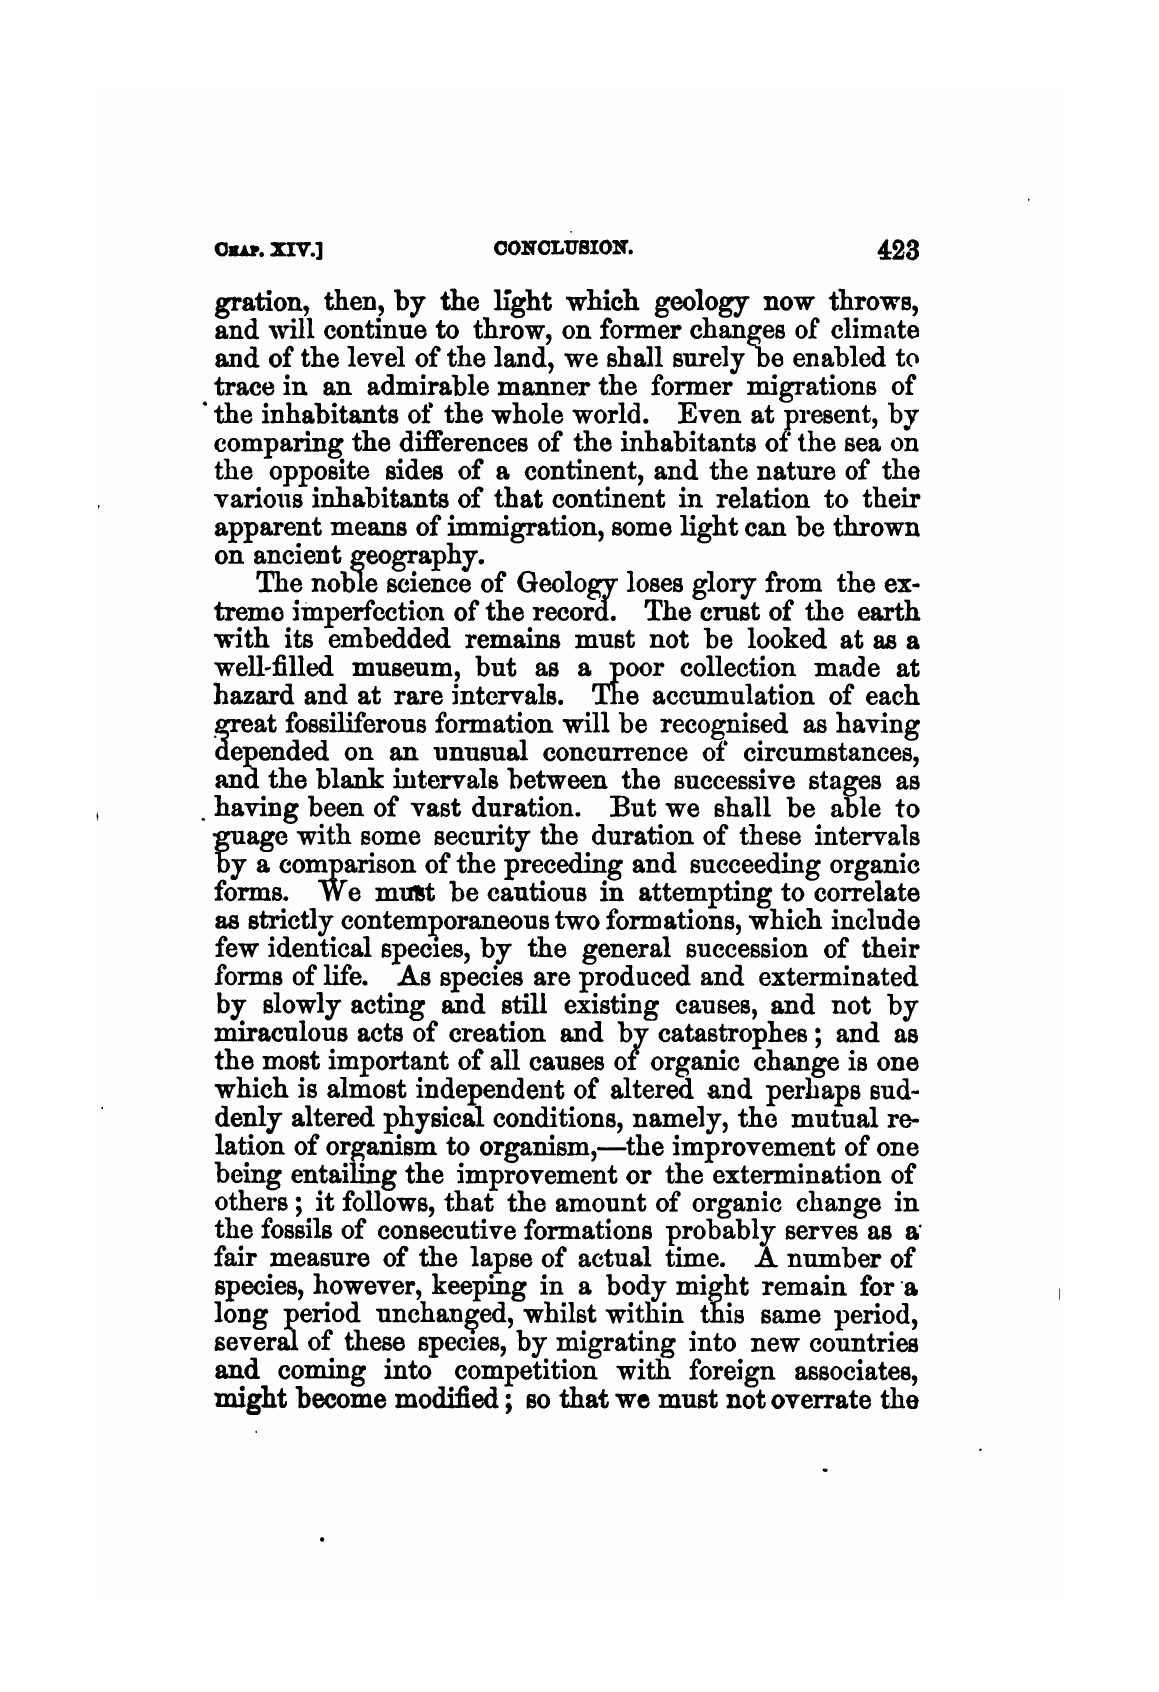 CHAP. XIV.] CONCLUSION. 423
gration, then, by the light which geology now throws,
and will continue to throw, on former changes of climate
and of the level of the land, we shall surely be enabled to
trace in an admirable manner the former migrations of
the inhabitants of the whole world. Even at present, by
comparing the differences of the inhabitants of the sea on
the opposite sides of a continent, and the nature of the
various inhabitants of that continent in relation to their
apparent means of immigration, some light can be thrown
on ancient geography.
The noble science of Geology loses glory from the ex-
treme imperfection of the record. The crust of the earth
with its embedded remains must not be looked at as a
well-filled museum, but as a poor collection made at
hazard and at rare intervals. The accumulation of each
great fossiliferous formation will be recognised as having
depended on an unusual concurrence of circumstances,
and the blank intervals between the successive stages as
having been of vast duration. But we shall be able to
guage with some security the duration of these intervals
by a comparison of the preceding and succeeding organic
forms. We must be cautious in attempting to correlate
as strictly contemporaneous two formations, which include
few identical species, by the general succession of their
forms of life. As species are produced and exterminated
by slowly acting and still existing causes, and not by
miraculous acts of creation and by catastrophes; and as
the most important of all causes of organic change is one
which is almost independent of altered and perhaps sud-
denly altered physical conditions, namely, the mutual re-
lation of organism to organism,—the improvement of one
being entailing the improvement or the extermination of
others; it follows, that the amount of organic change in
the fossils of consecutive formations probably serves as a
fair measure of the lapse of actual time. A number of
species, however, keeping in a body might remain for a
long period unchanged, whilst within this same period,
several of these species, by migrating into new countries
and coming into competition with foreign associates,
might become modified; so that we must not overrate the